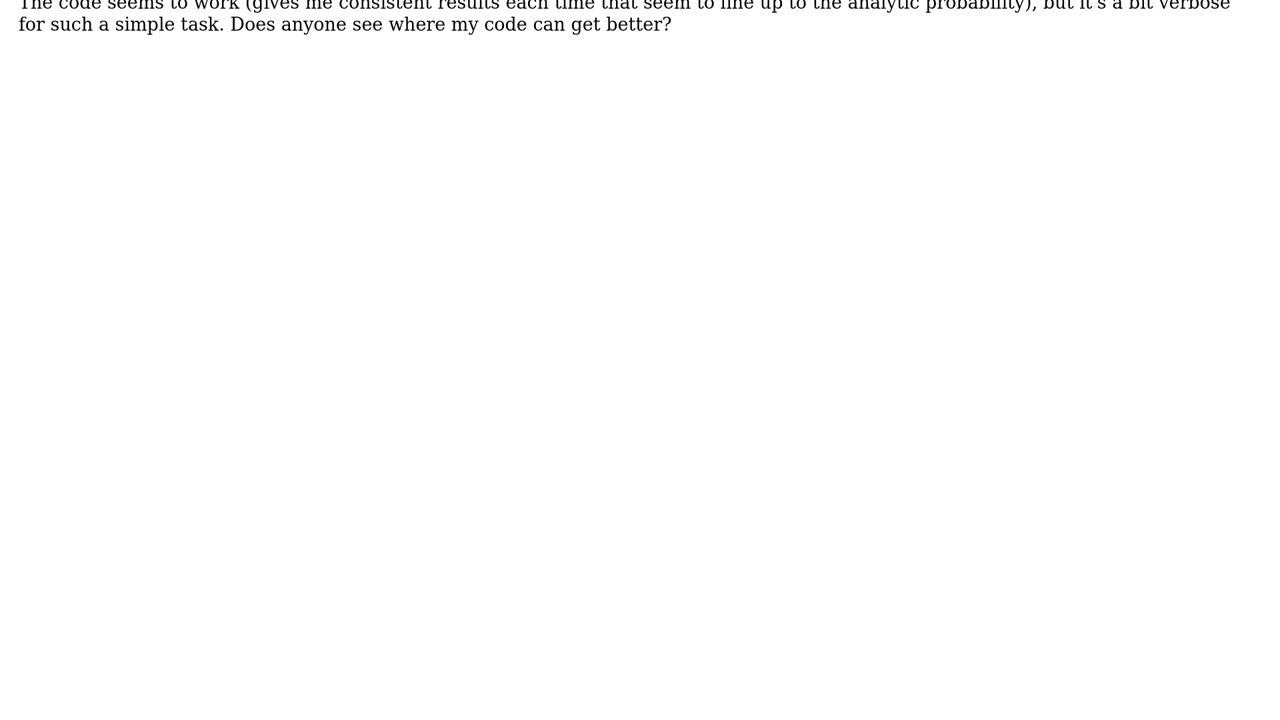 The code seems to work (gives me consistent results each time that seem to line up to the analytic probability), but it's a bit verbose
for such a simple task. Does anyone see where my code can get better?